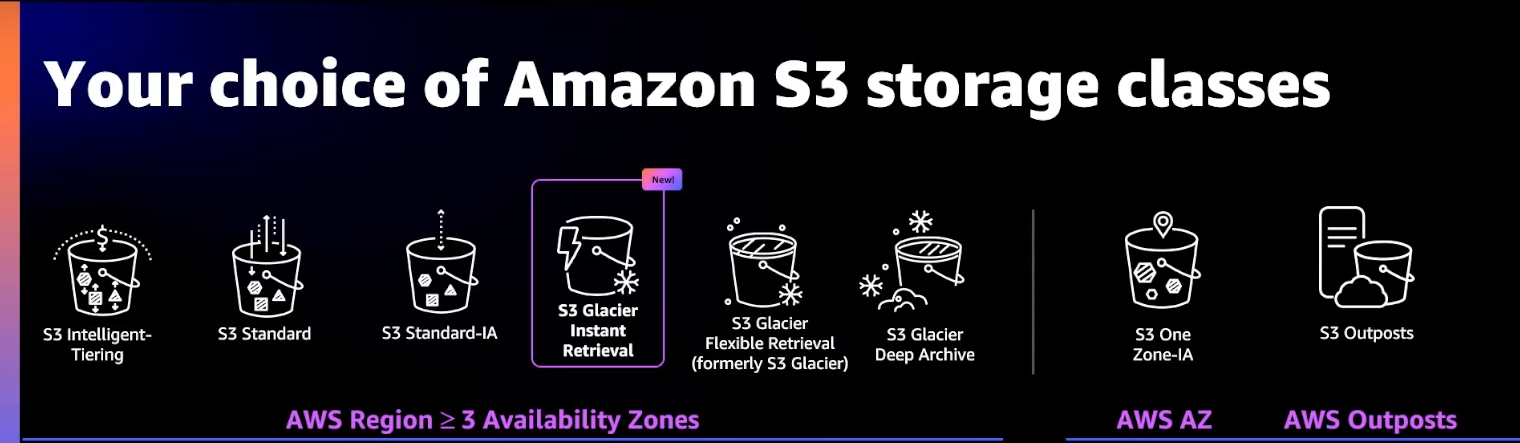 Your choice of Amazon S3 storage classes
New!
S3 Intelligent-
Tiering
S3 Standard
S3 Standard-IA
S3 Glacier
Instant
Retrieval
S3 Glacier
Flexible Retrieval
(formerly S3 Glacier)
S3 Glacier
Deep Archive
S3 One
Zone-IA
S3 Outposts
AWS Region ≥ 3 Availability Zones
AWS AZ
AWS Outposts